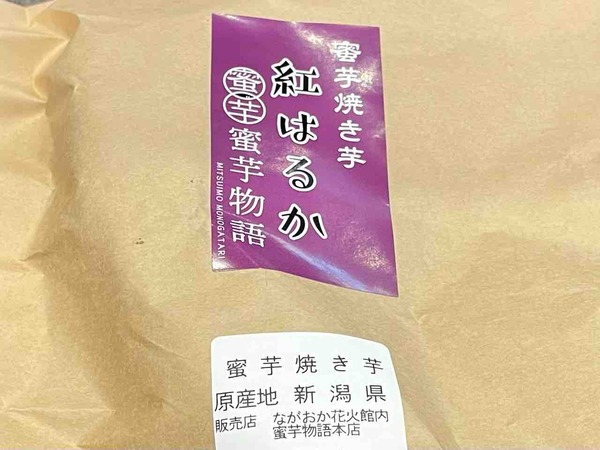 蜜芋焼き芋
紅はるか
蜜芋 蜜芋物語
MITSUIMO MONOGATARI
蜜芋焼き芋
原産地 新潟県
販売店 ながおか花火館内
蜜芋物語本店